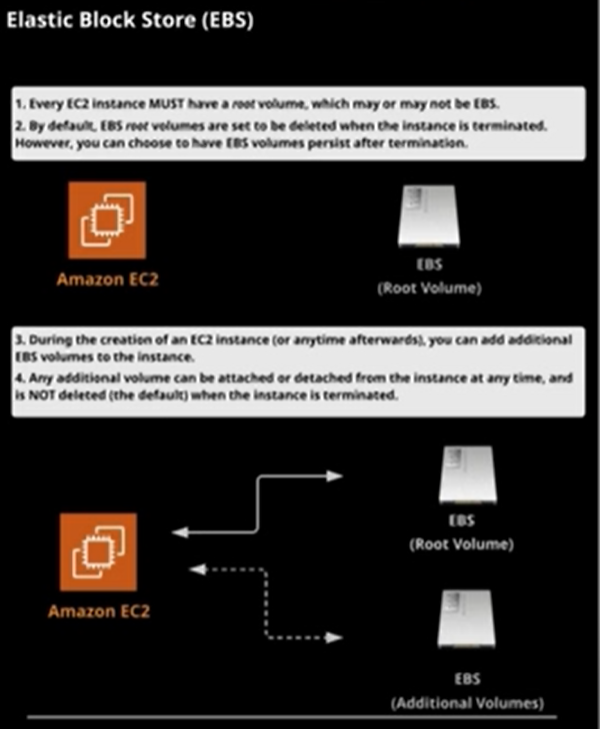 Elastic Block Store (EBS)
1. Every EC2 instance MUST have a root volume, which may or may not be EBS.
2. By default, EBS root volumes are set to be deleted when the instance is terminated.
However, you can choose to have EBS volumes persist after termination.
Amazon EC2
EBS
(Root Volume)
3. During the creation of an EC2 instance (or anytime afterwards), you can add additional
EBS volumes to the instance.
4. Any additional volume can be attached or detached from the instance at any time, and
is NOT deleted (the default) when the instance is terminated.
EBS
(Root Volume)
Amazon EC2
EBS
(Additional Volumes)